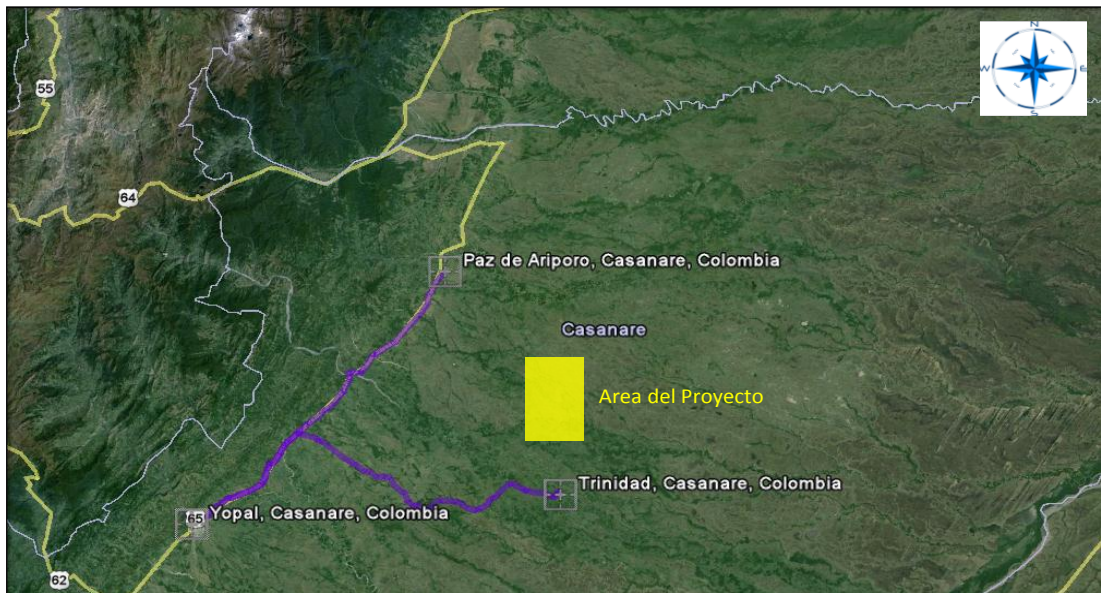 N
W
E
S
55
64
Paz de Ariporo, Casanare, Colombia
Casanare
Area del Proyecto
Trinidad, Casanare, Colombia
65
Yopal, Casanare, Colombia
62